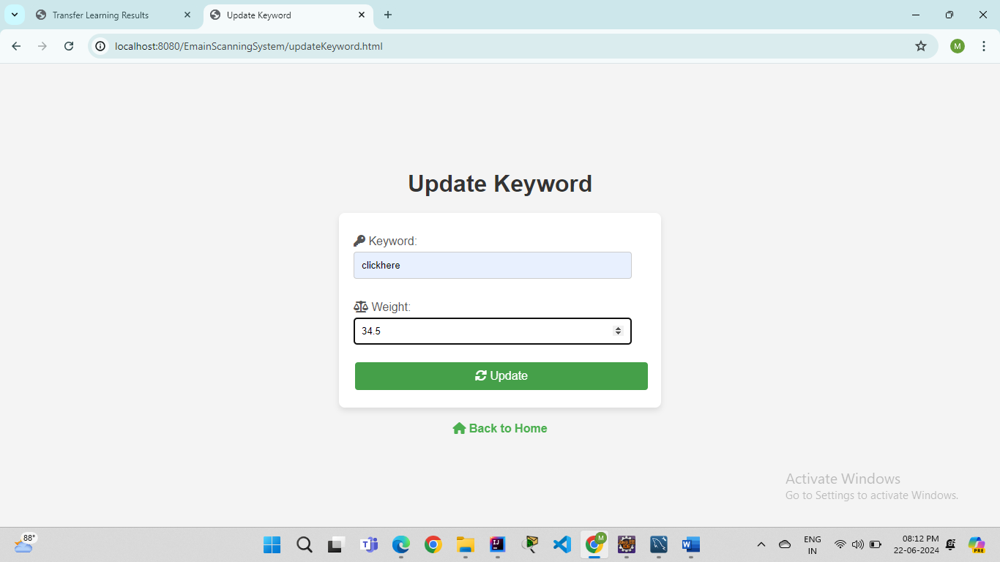 Transfer Learning Results
Update Keyword
localhost:8080/EmainScanningSystem/updateKeyword.html
M
Update Keyword
Keyword:
clickhere
Weight:
34.5
Update
Back to Home
Activate Windows
Go to Settings to activate Windows.
88°
M
ENG
IN
08:12 PM
22-06-2024
PRE